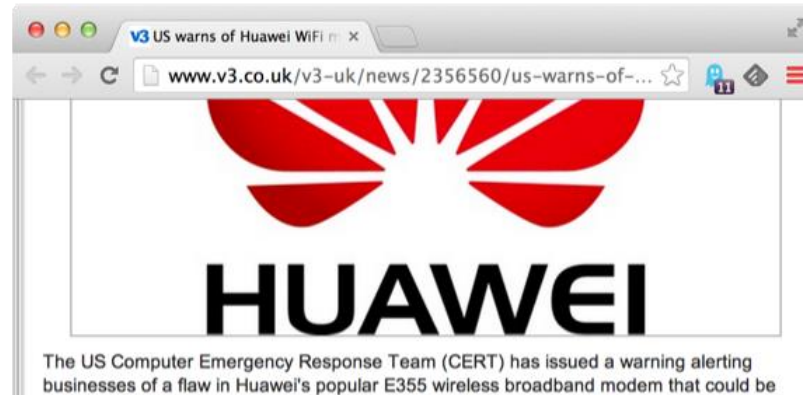 V3 US warns of Huawei WiFi m
www.v3.co.uk/v3-uk/news/2356560/us-warns-of-...
11
HUAWEI
The US Computer Emergency Response Team (CERT) has issued a warning alerting
businesses of a flaw in Huawei's popular E355 wireless broadband modem that could be